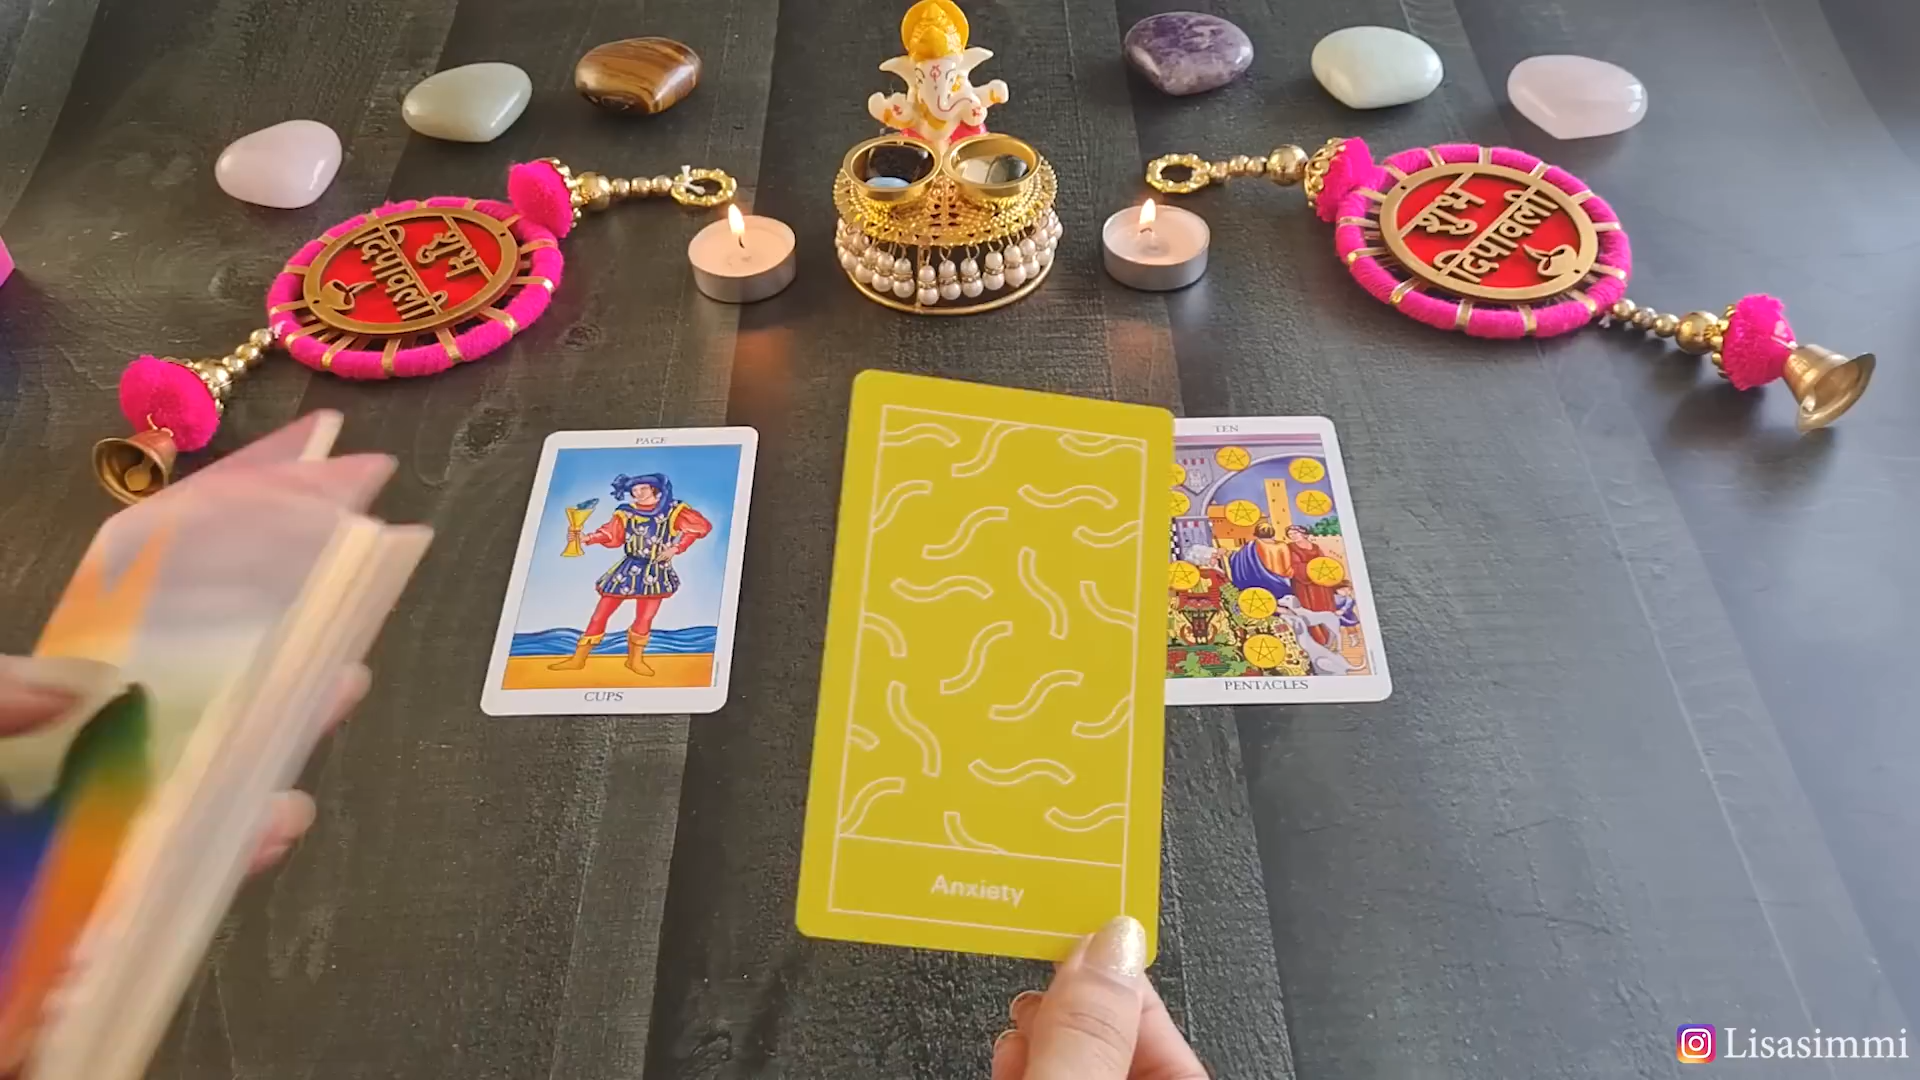 शुभ
दिपावली
शुभ
दिपावली
PAGE
CUPS
TEN
PENTACLES
Anxiety
Lisasimmi